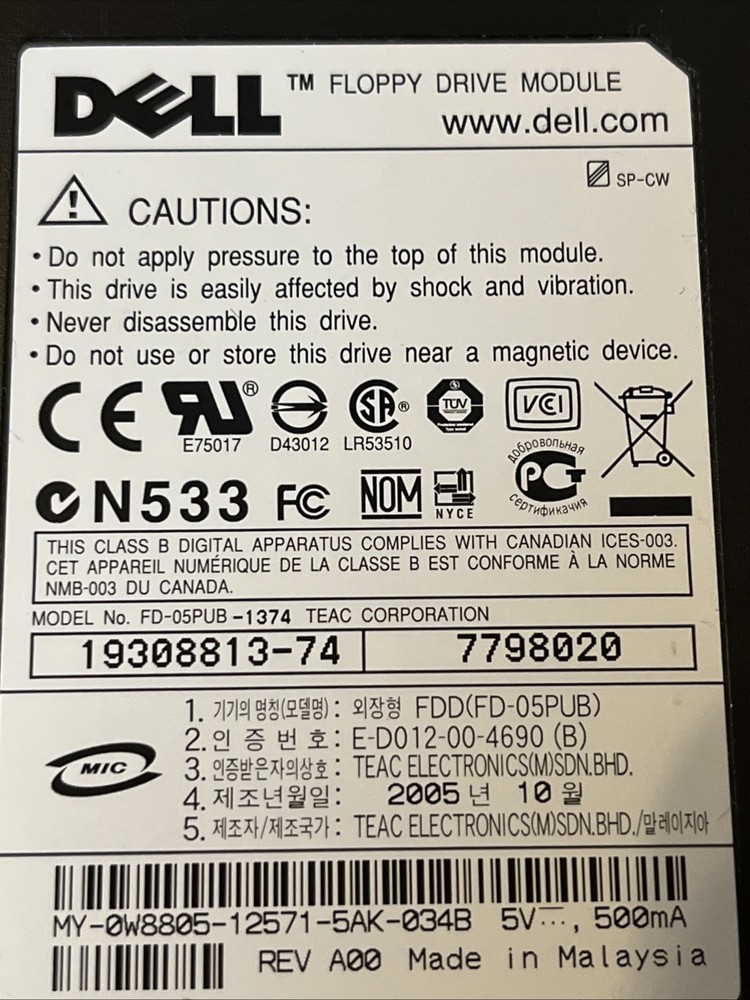 DELL™ FLOPPY DRIVE MODULE
www.dell.com
SP-CW
CAUTIONS:
• Do not apply pressure to the top of this module.
• This drive is easily affected by shock and vibration.
• Never disassemble this drive.
• Do not use or store this drive near a magnetic device.
CE ® SA® TÜV VCI
E75017 D43012 LR53510
добровольная
РСТ
сертификация
N533 FC NOM
NYCE
THIS CLASS B DIGITAL APPARATUS COMPLIES WITH CANADIAN ICES-003.
CET APPAREIL NUMÉRIQUE DE LA CLASSE B EST CONFORME À LA NORME
NMB-003 DU CANADA.
MODEL No. FD-05PUB -1374 TEAC CORPORATION
19308813-74 7798020
1. 기기의 명칭(모델명) : 외장형 FDD(FD-05PUB)
2. 인 증 번 호 : E-D012-00-4690 (B)
MIC
3. 인증받은자의상호 : TEAC ELECTRONICS(M)SDN.BHD.
4. 제조년월일 : 2005 년 10 월
5. 제조자/제조국가 : TEAC ELECTRONICS(M)SDN.BHD./말레이지아
MY-0W8805-12571-5AK-034B 5V⎓, 500mA
REV A00 Made in Malaysia